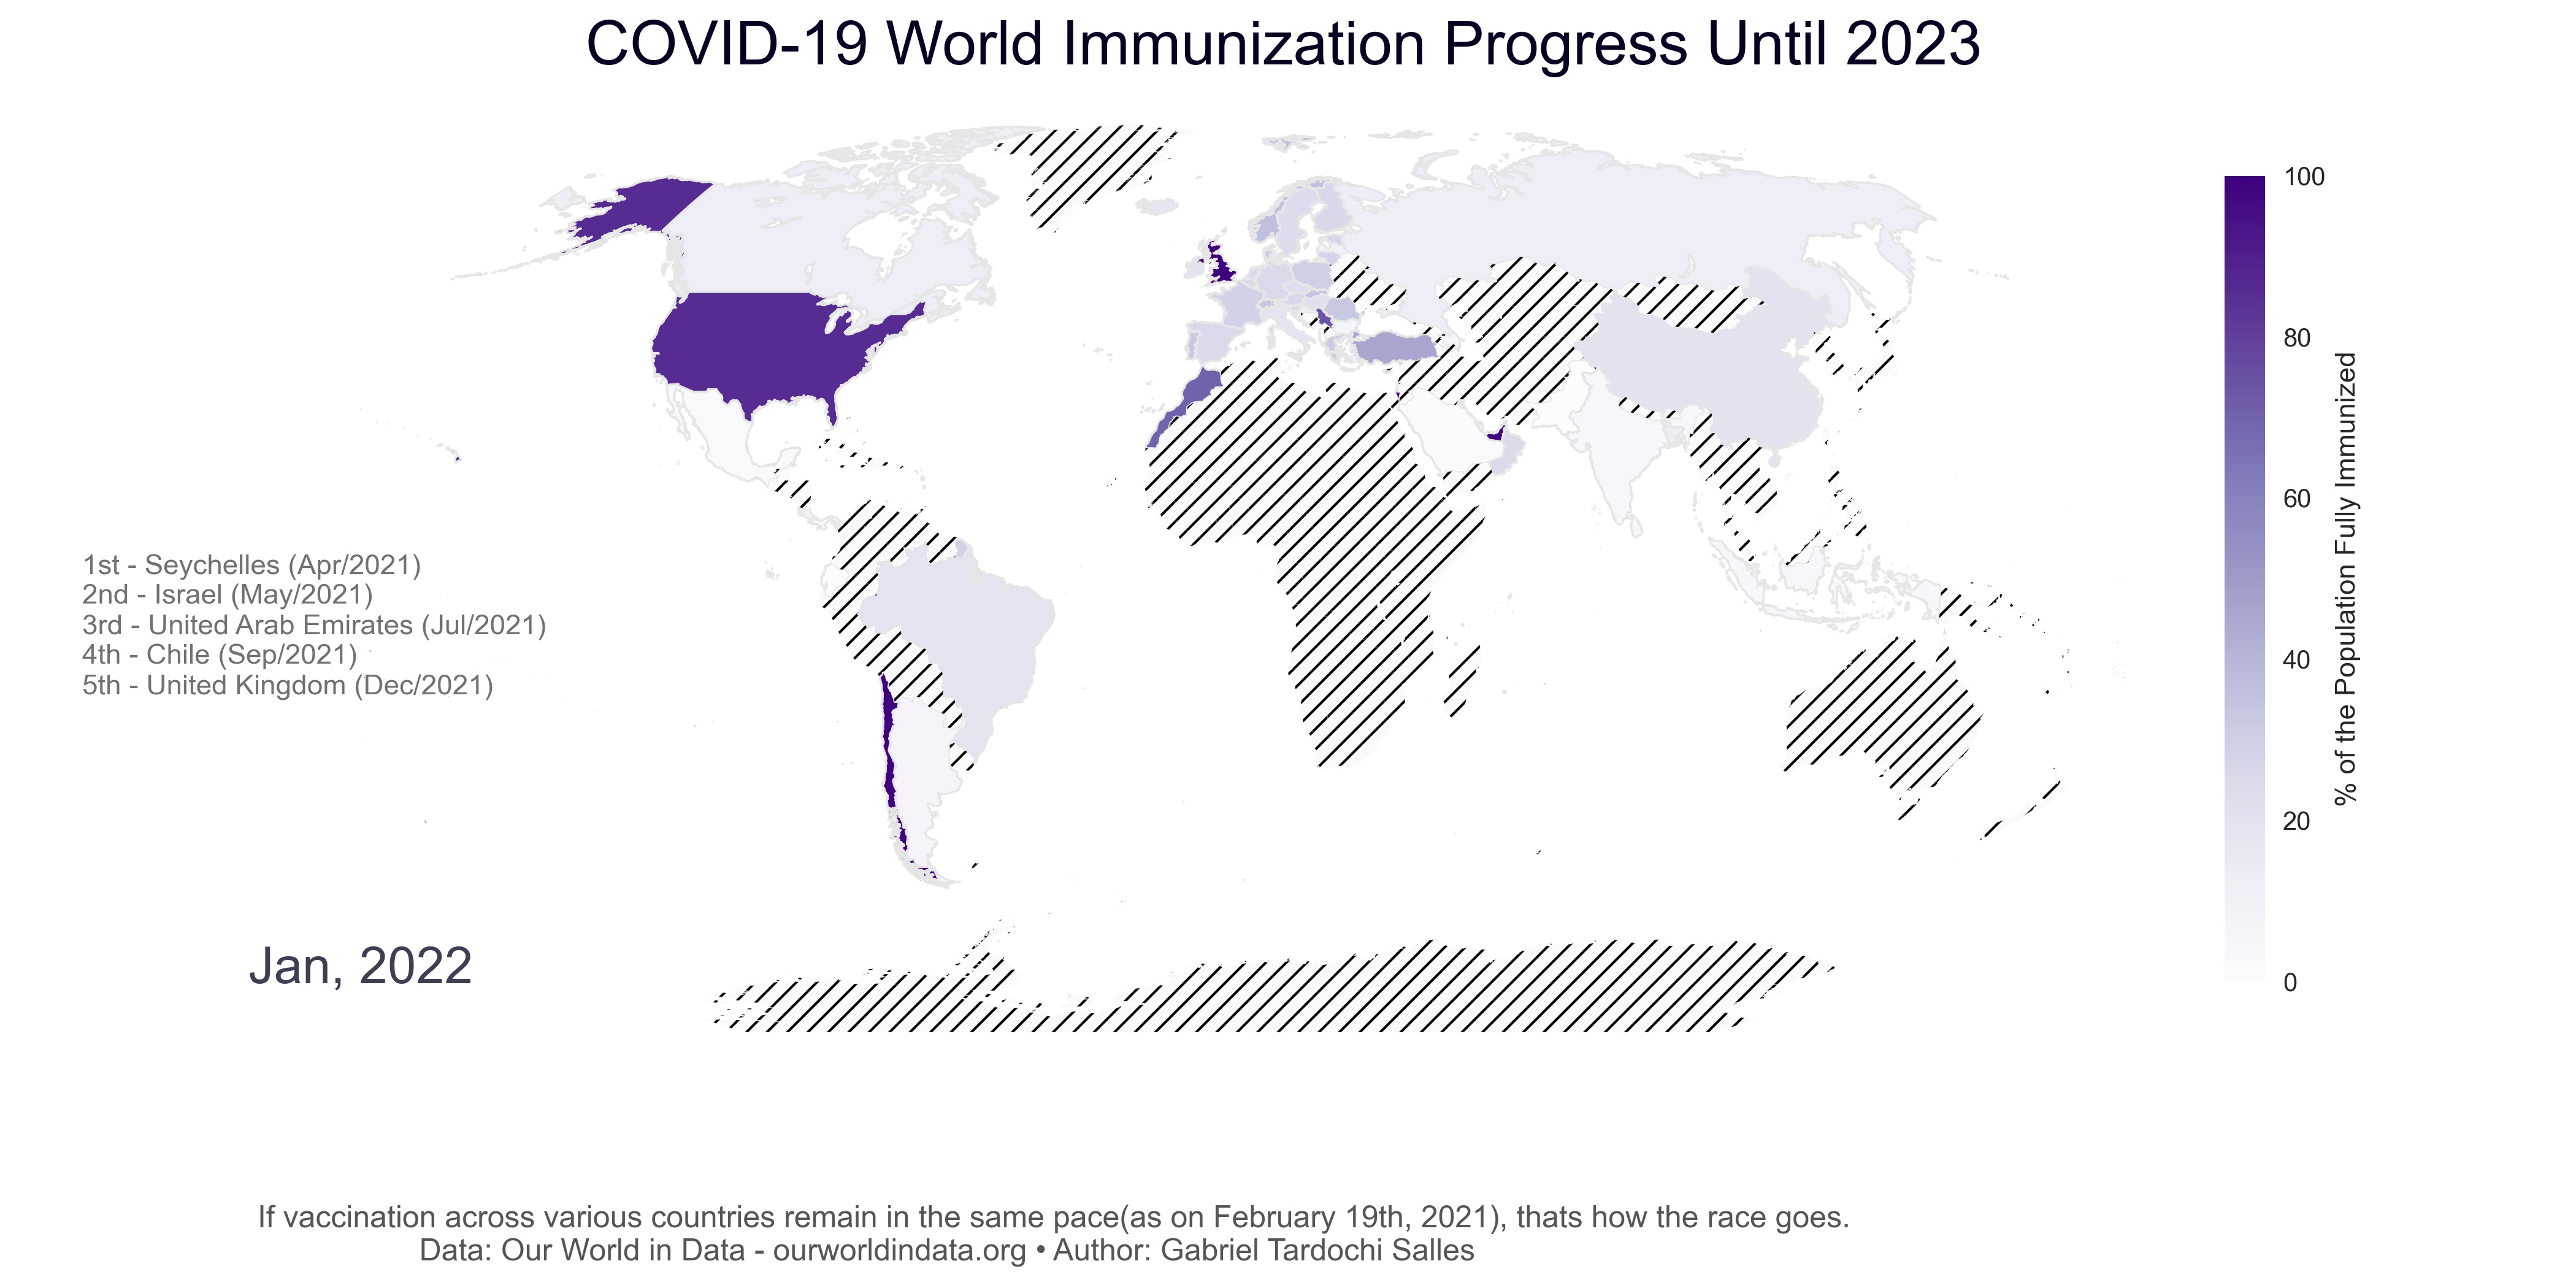 COVID-19 World Immunization Progress Until 2023
100
80
60
40
20
0
% of the Population Fully Immunized
1st - Seychelles (Apr/2021)
2nd - Israel (May/2021)
3rd - United Arab Emirates (Jul/2021)
4th - Chile (Sep/2021)
5th - United Kingdom (Dec/2021)
Jan, 2022
If vaccination across various countries remain in the same pace(as on February 19th, 2021), thats how the race goes.
Data: Our World in Data - ourworldindata.org • Author: Gabriel Tardochi Salles